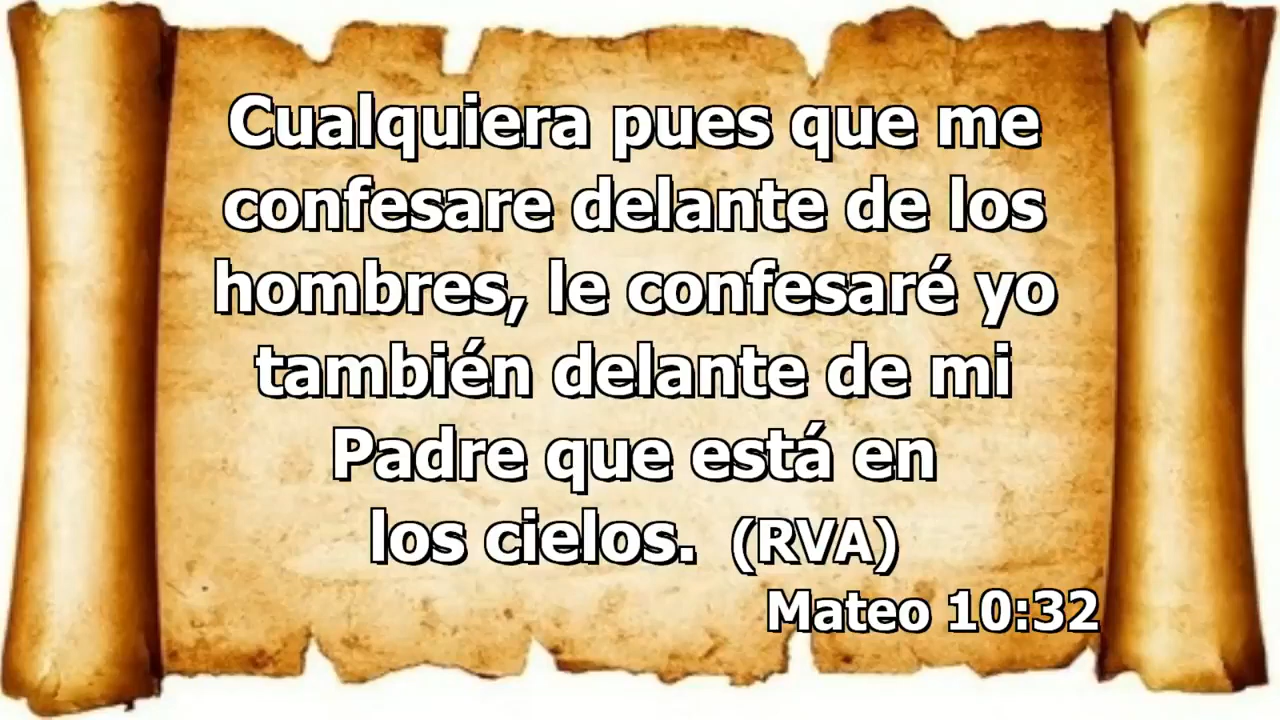 Cualquiera pues que me
confesare delante de los
hombres, le confesaré yo
también delante de mi
Padre que está en
los cielos. (RVA)
Mateo 10:32